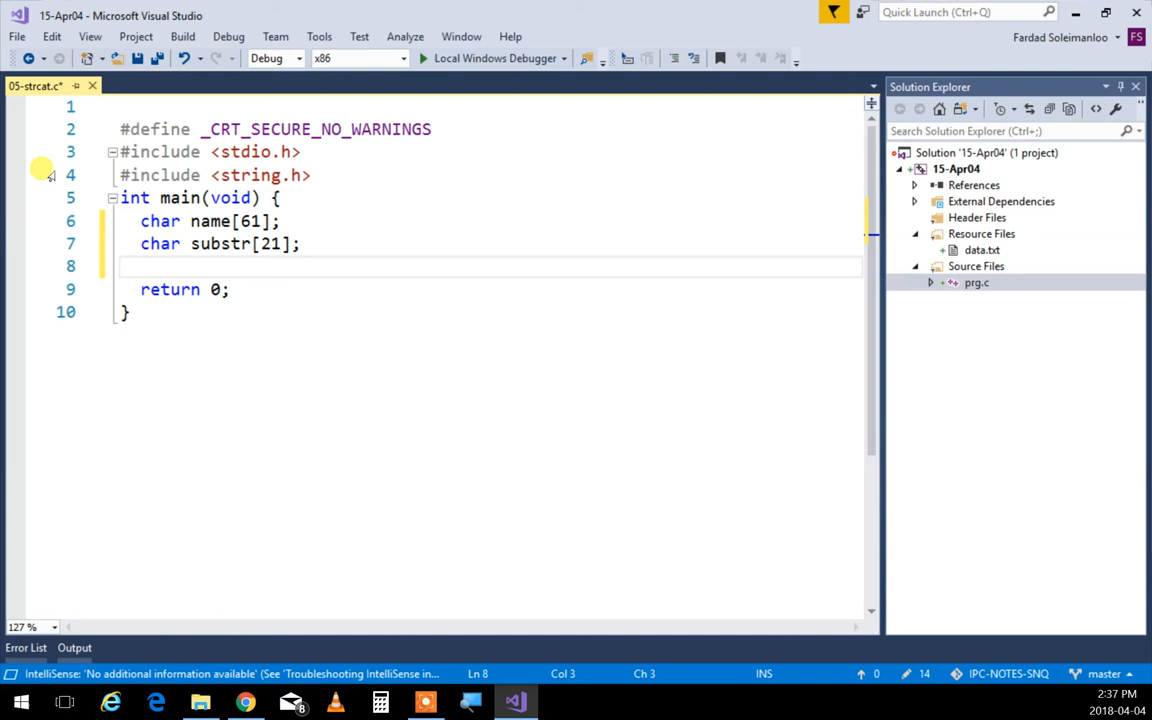 15-Apr04 - Microsoft Visual Studio
Quick Launch (Ctrl+Q)
File Edit View Project Build Debug Team Tools Test Analyze Window Help
Fardad Soleimanloo FS
Debug x86 Local Windows Debugger
05-strcat.c*
1
2 #define _CRT_SECURE_NO_WARNINGS
3 #include <stdio.h>
4 #include <string.h>
5 int main(void) {
6 char name[61];
7 char substr[21];
8
9 return 0;
10 }
Solution Explorer
Search Solution Explorer (Ctrl+;)
Solution '15-Apr04' (1 project)
15-Apr04
References
External Dependencies
Header Files
Resource Files
data.txt
Source Files
prg.c
127 %
Error List Output
IntelliSense: 'No additional information available' (See 'Troubleshooting IntelliSense in... Ln 8 Col 3 Ch 3 INS 0 14 IPC-NOTES-SNQ master
8
2:37 PM
2018-04-04